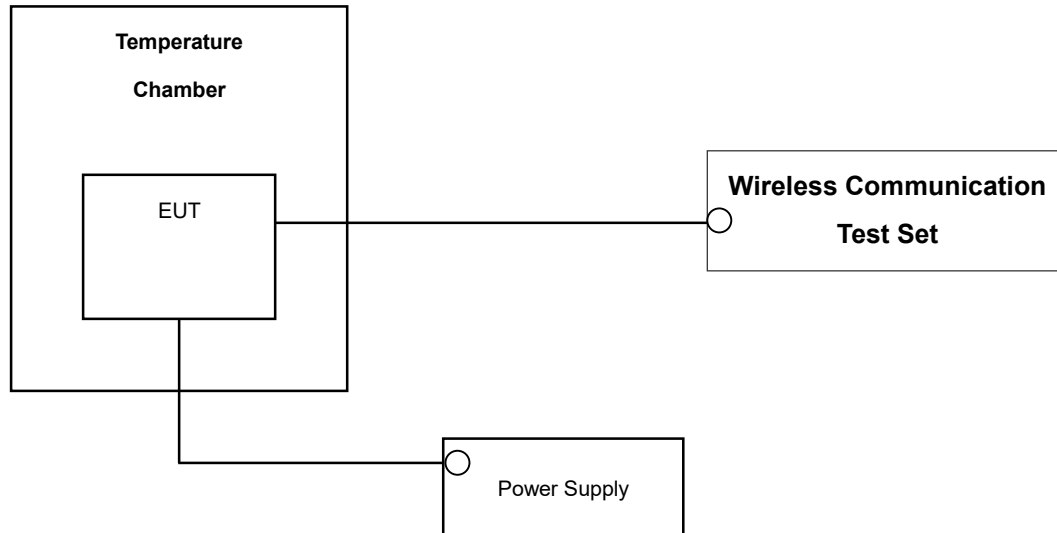 Temperature
Chamber
EUT
Wireless Communication
Test Set
Power Supply